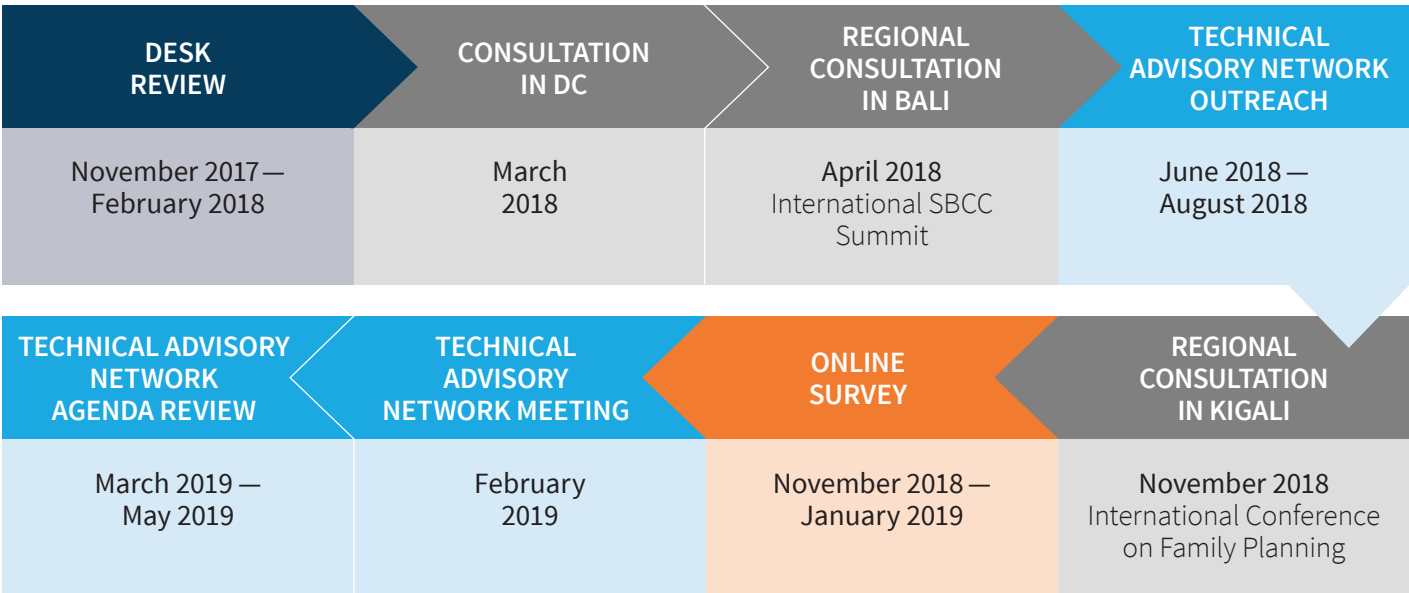 DESK
REVIEW
November 2017—
February 2018
CONSULTATION
IN DC
March
2018
REGIONAL
CONSULTATION
IN BALI
April 2018
International SBCC
Summit
TECHNICAL
ADVISORY NETWORK
OUTREACH
June 2018 —
August 2018
REGIONAL
CONSULTATION
IN KIGALI
November 2018
International Conference
on Family Planning
ONLINE
SURVEY
November 2018 —
January 2019
TECHNICAL
ADVISORY
NETWORK MEETING
February
2019
TECHNICAL ADVISORY
NETWORK
AGENDA REVIEW
March 2019 —
May 2019